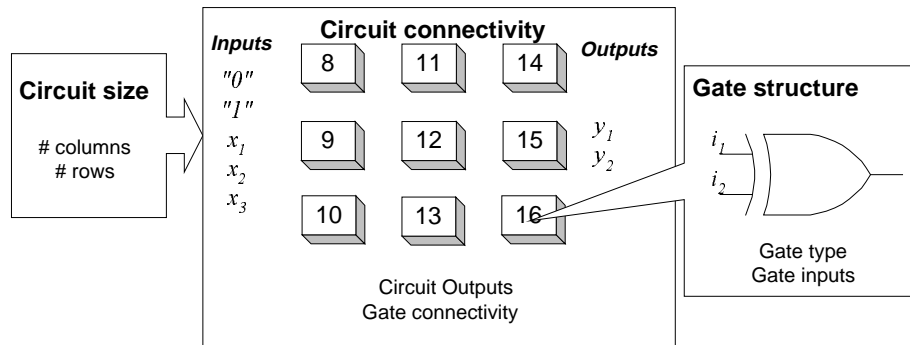 Circuit size
# columns
# rows
Circuit connectivity
Inputs
"0"
"1"
x1
x2
x3
8 11 14
9 12 15
10 13 16
Outputs
y1
y2
Circuit Outputs
Gate connectivity
Gate structure
i1
i2
Gate type
Gate inputs